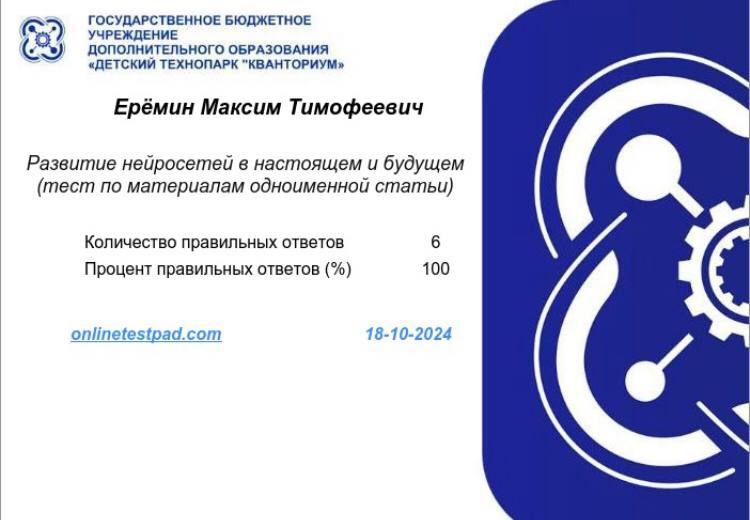 ГОСУДАРСТВЕННОЕ БЮДЖЕТНОЕ
УЧРЕЖДЕНИЕ
ДОПОЛНИТЕЛЬНОГО ОБРАЗОВАНИЯ
«ДЕТСКИЙ ТЕХНОПАРК "КВАНТОРИУМ»
Ерёмин Максим Тимофеевич
Развитие нейросетей в настоящем и будущем
(тест по материалам одноименной статьи)
Количество правильных ответов 6
Процент правильных ответов (%) 100
onlinetestpad.com 18-10-2024